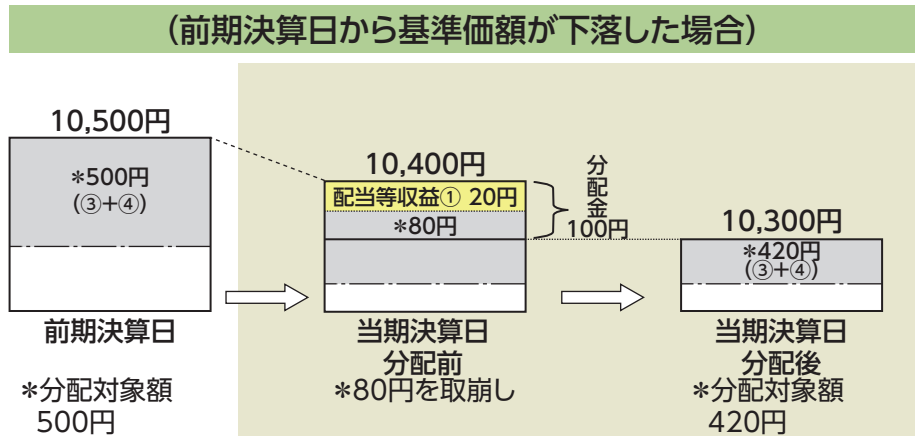 (前期決算日から基準価額が下落した場合)
10,500円
*500円
(③+④)
前期決算日
*分配対象額
500円
10,400円
配当等収益① 20円
*80円
分配金
100円
当期決算日
分配前
*80円を取崩し
10,300円
*420円
(③+④)
当期決算日
分配後
*分配対象額
420円